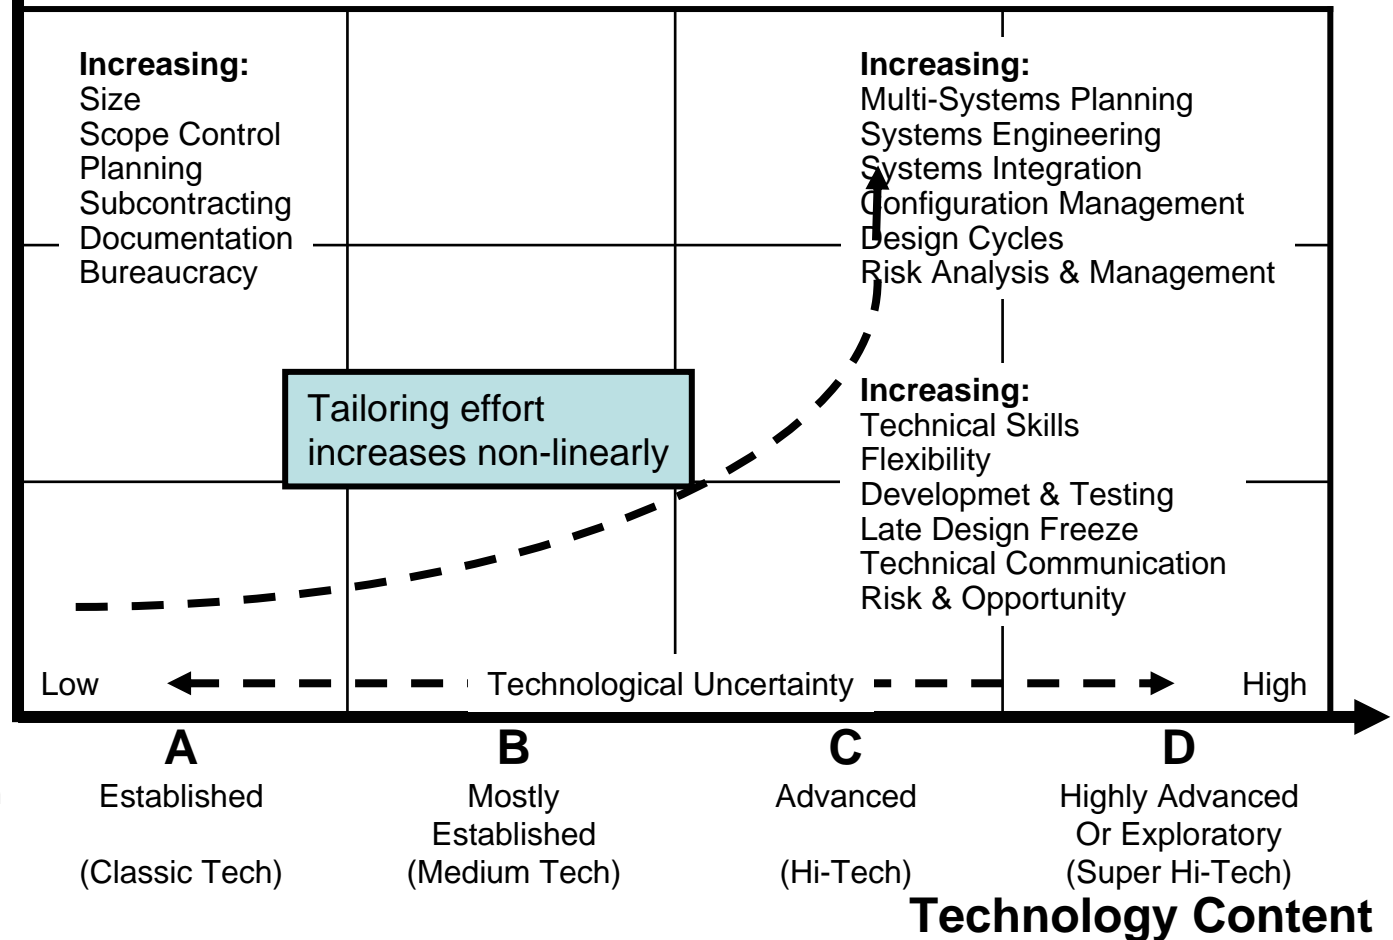 Increasing:
Size
Scope Control
Planning
Subcontracting
Documentation
Bureaucracy
Increasing:
Multi-Systems Planning
Systems Engineering
Systems Integration
Configuration Management
Design Cycles
Risk Analysis & Management
Tailoring effort
increases non-linearly
Increasing:
Technical Skills
Flexibility
Developmet & Testing
Late Design Freeze
Technical Communication
Risk & Opportunity
Low
Technological Uncertainty
High
A
Established
(Classic Tech)
B
Mostly
Established
(Medium Tech)
C
Advanced
(Hi-Tech)
D
Highly Advanced
Or Exploratory
(Super Hi-Tech)
Technology Content